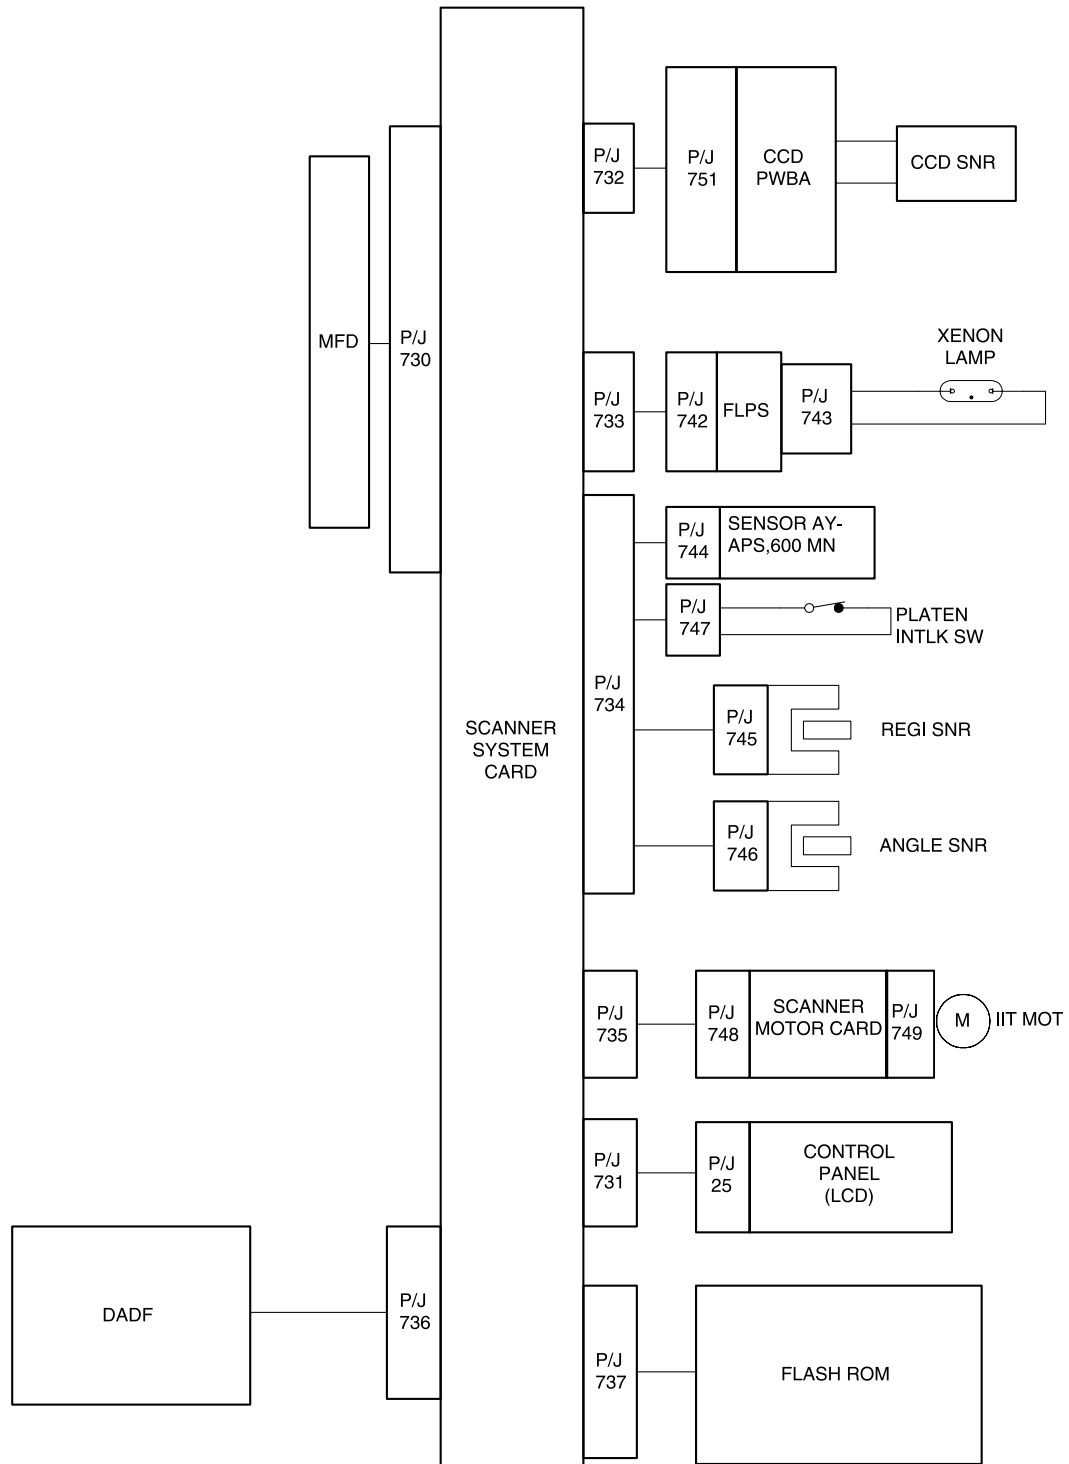 P/J
732
P/J
751
CCD
PWBA
CCD SNR
MFD
P/J
730
P/J
733
P/J
742
FLPS
P/J
743
XENON
LAMP
P/J
744
SENSOR AY-
APS,600 MN
P/J
747
PLATEN
INTLK SW
P/J
734
SCANNER
SYSTEM
CARD
P/J
745
REGI SNR
P/J
746
ANGLE SNR
P/J
735
P/J
748
SCANNER
MOTOR CARD
P/J
749
M
IIT MOT
P/J
731
P/J
25
CONTROL
PANEL
(LCD)
DADF
P/J
736
P/J
737
FLASH ROM